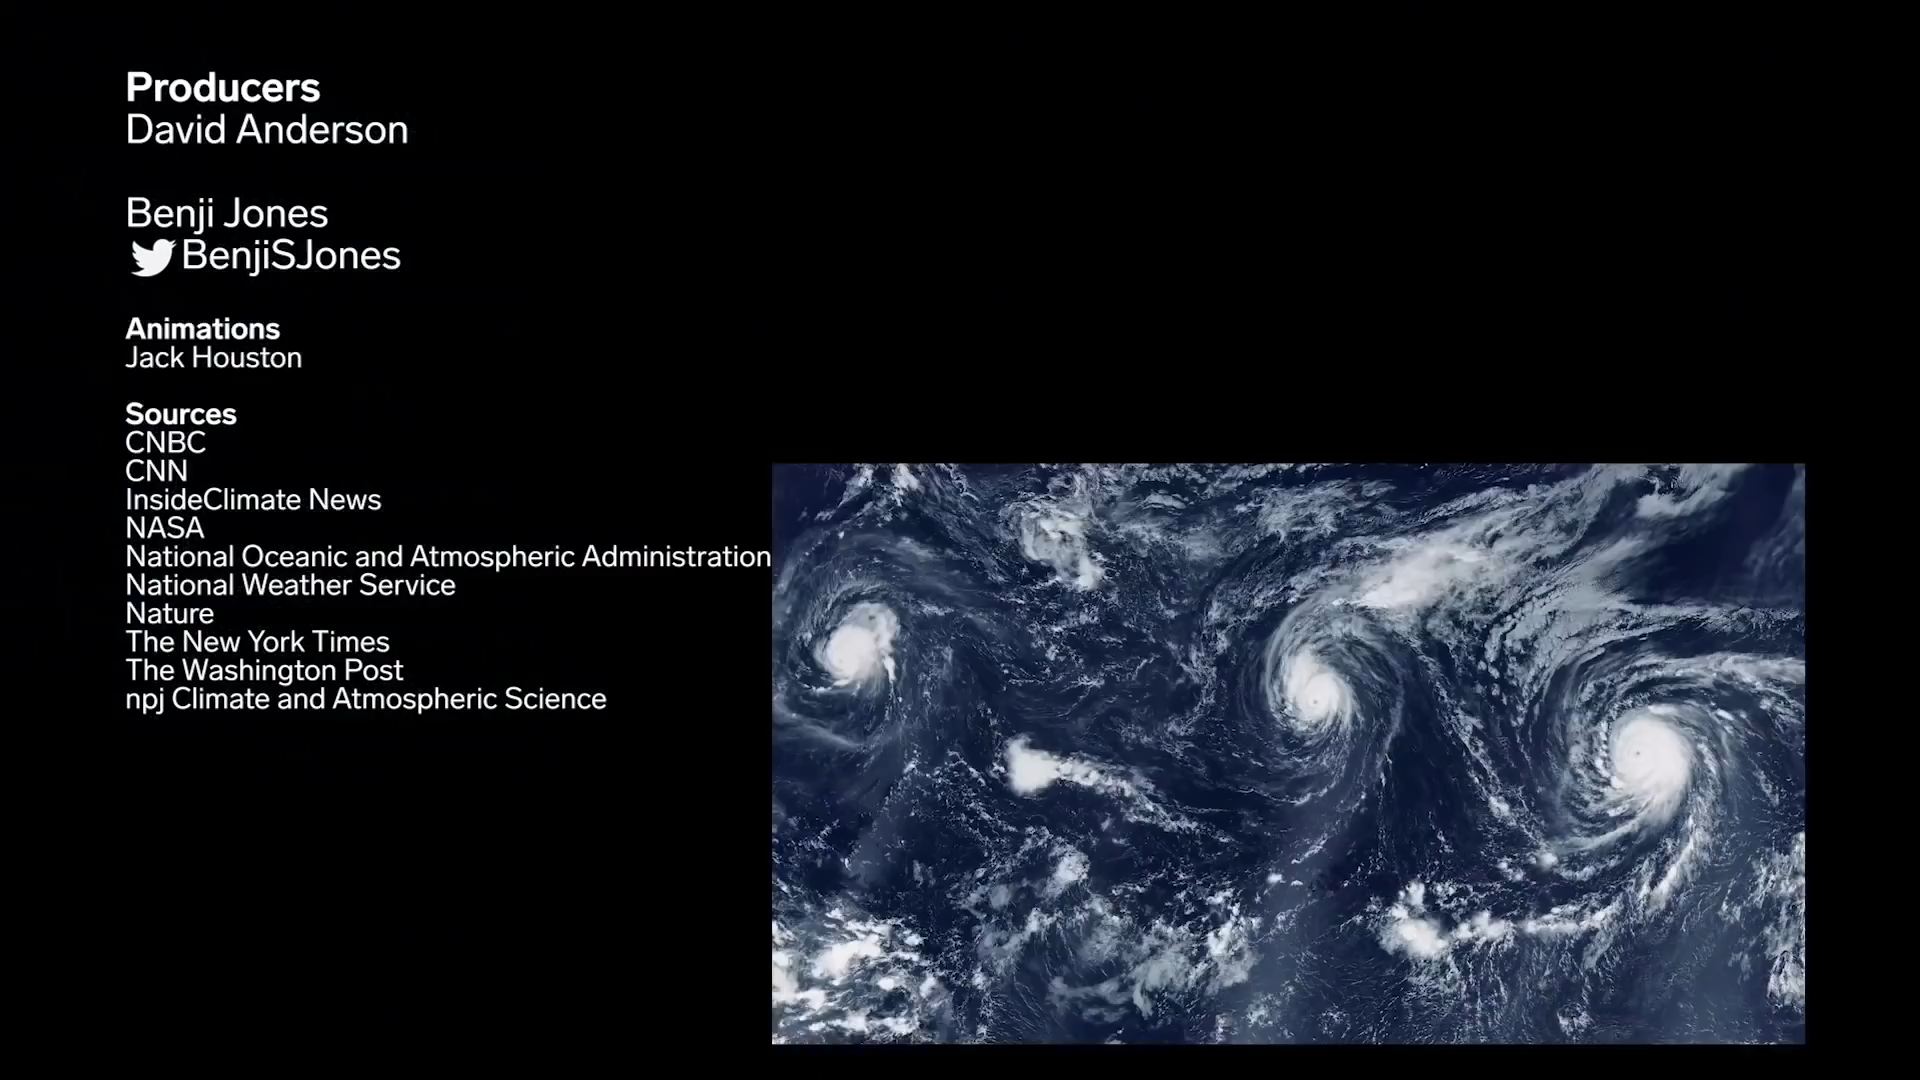 Producers
David Anderson
Benji Jones
BenjiSJones
Animations
Jack Houston
Sources
CNBC
CNN
InsideClimate News
NASA
National Oceanic and Atmospheric Administration
National Weather Service
Nature
The New York Times
The Washington Post
npj Climate and Atmospheric Science